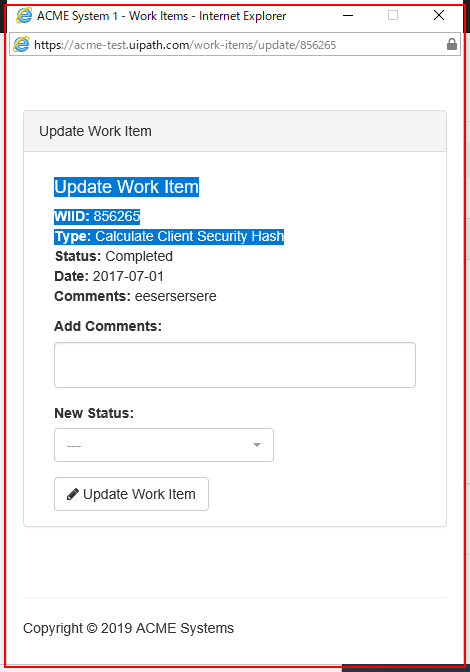 ACME System 1 - Work Items - Internet Explorer
https://acme-test.uipath.com/work-items/update/856265
Update Work Item
Update Work Item
WIID: 856265
Type: Calculate Client Security Hash
Status: Completed
Date: 2017-07-01
Comments: eesersersere
Add Comments:
New Status:
---
Update Work Item
Copyright © 2019 ACME Systems